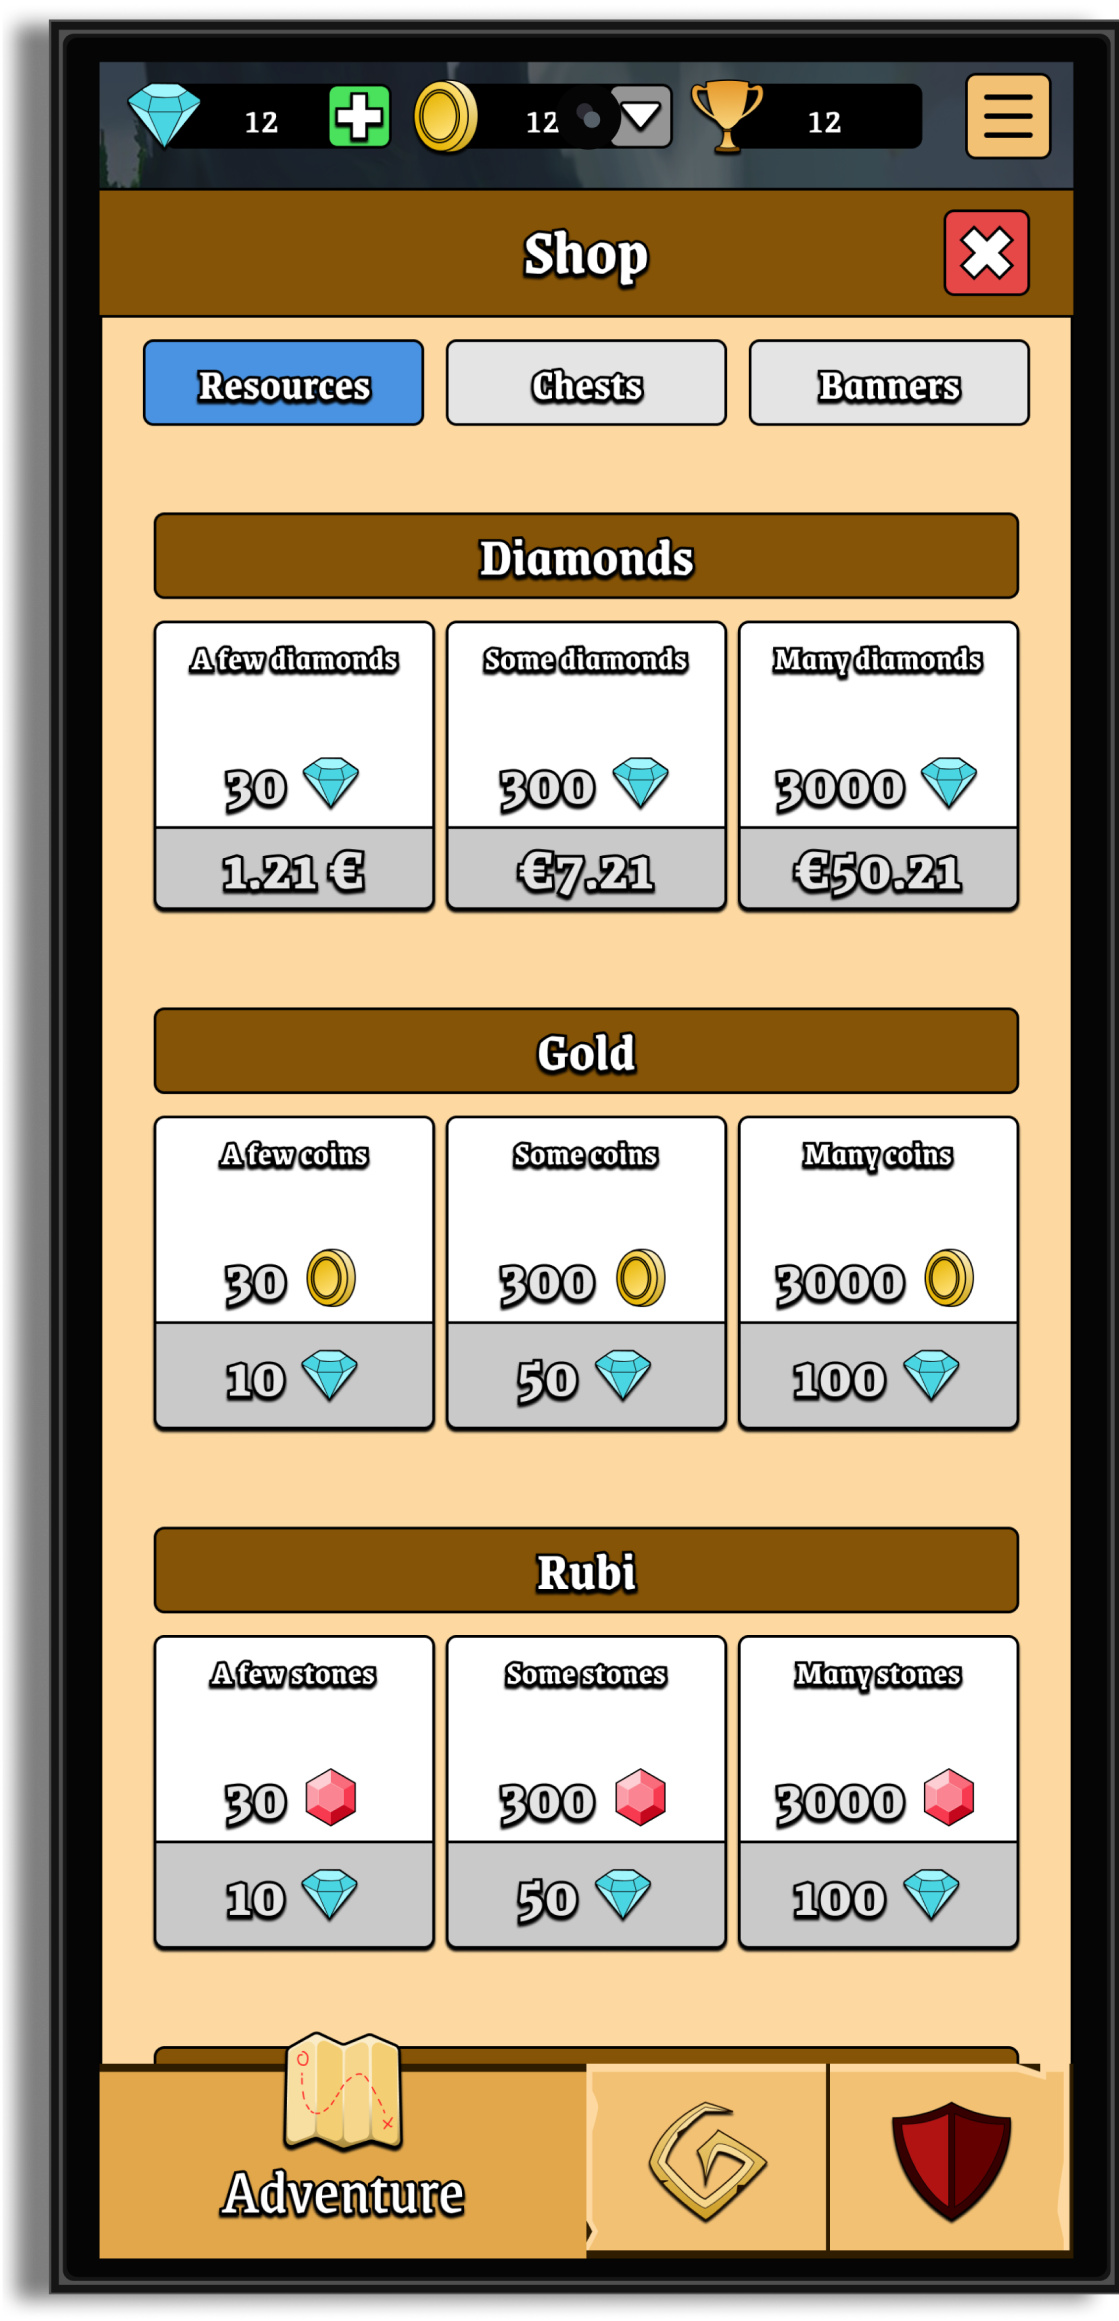 12 12 12
Shop
Resources Chests Banners
Diamonds
A few diamonds Some diamonds Many diamonds
30 300 3000
1.21 € €7.21 €50.21
Gold
A few coins Some coins Many coins
30 300 3000
10 50 100
Rubi
A few stones Some stones Many stones
30 300 3000
10 50 100
Adventure